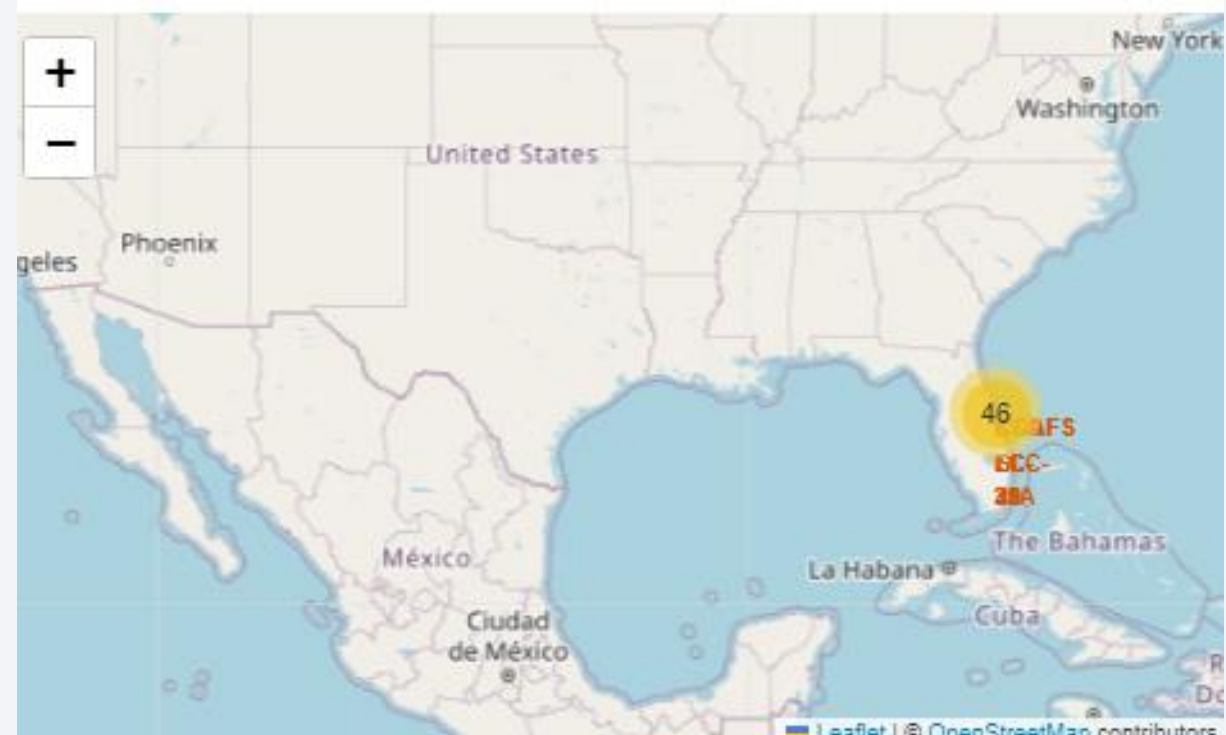 +
New York
Washington
−
United States
Phoenix
geles
46
México
The Bahamas
La Habana
Cuba
Ciudad
de México
Leaflet | © OpenStreetMap contributors